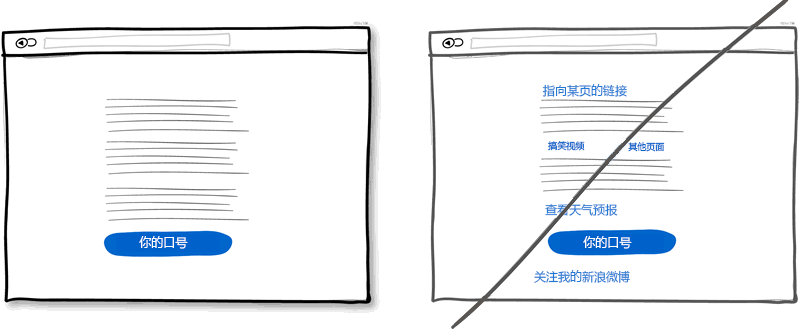 你的口号
指向某页的链接
搞笑视频
其他页面
查看天气预报
你的口号
关注我的新浪微博